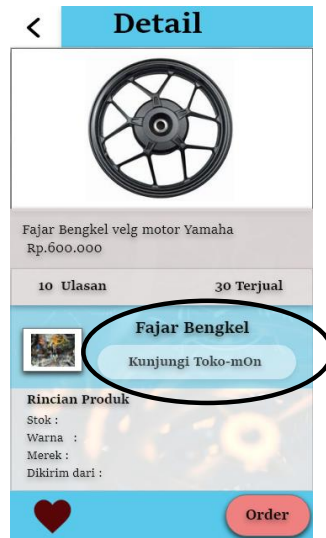 Detail
Fajar Bengkel velg motor Yamaha
Rp.600.000
10 Ulasan 30 Terjual
Fajar Bengkel
Kunjungi Toko-mOn
Rincian Produk
Stok :
Warna :
Merek :
Dikirim dari :
Order